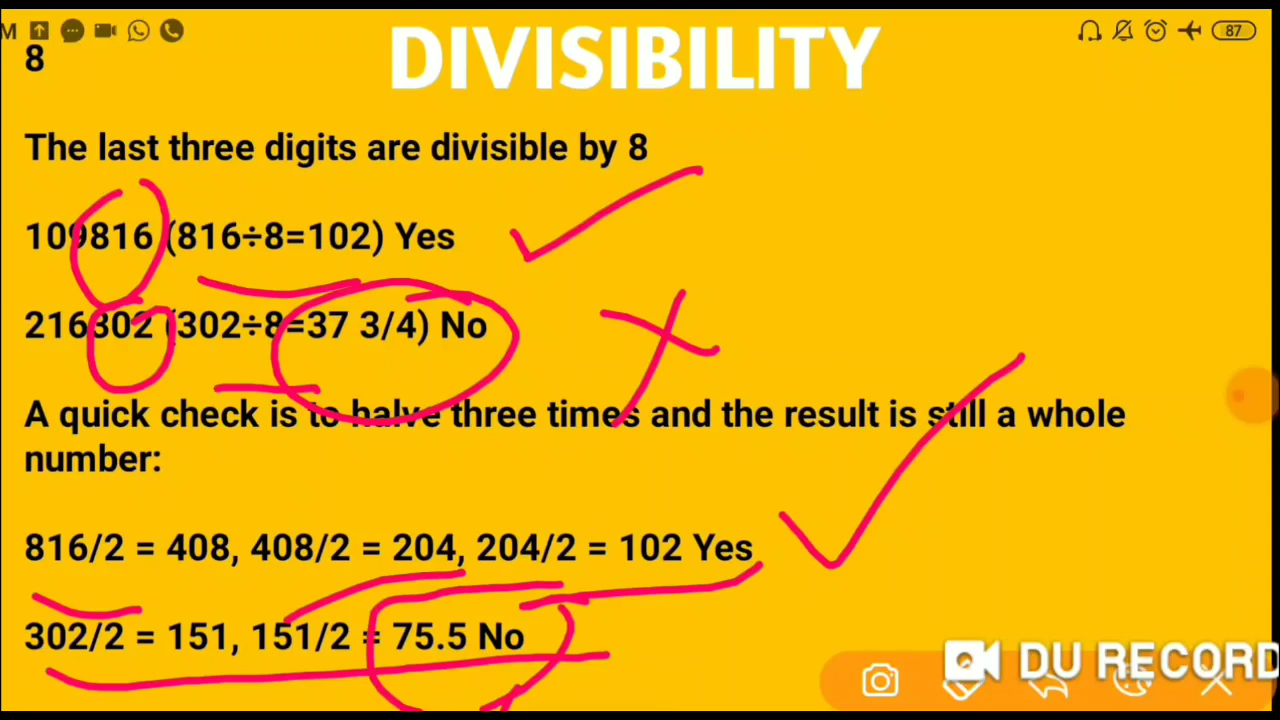 M 87
DIVISIBILITY
8
The last three digits are divisible by 8
109816 (816÷8=102) Yes
216302 (302÷8=37 3/4) No
A quick check is to halve three times and the result is still a whole
number:
816/2 = 408, 408/2 = 204, 204/2 = 102 Yes
302/2 = 151, 151/2 = 75.5 No
DU RECORD